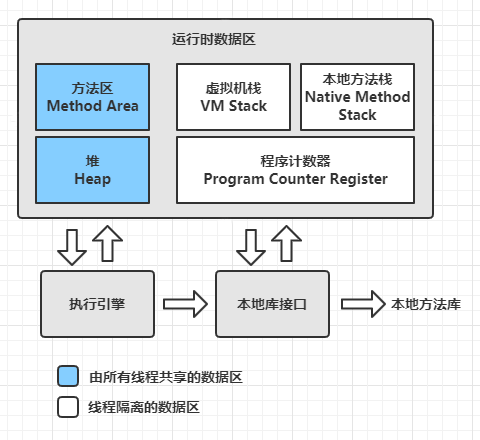 运行时数据区
方法区
Method Area
虚拟机栈
VM Stack
本地方法栈
Native Method
Stack
堆
Heap
程序计数器
Program Counter Register
执行引擎
本地库接口
本地方法库
由所有线程共享的数据区
线程隔离的数据区